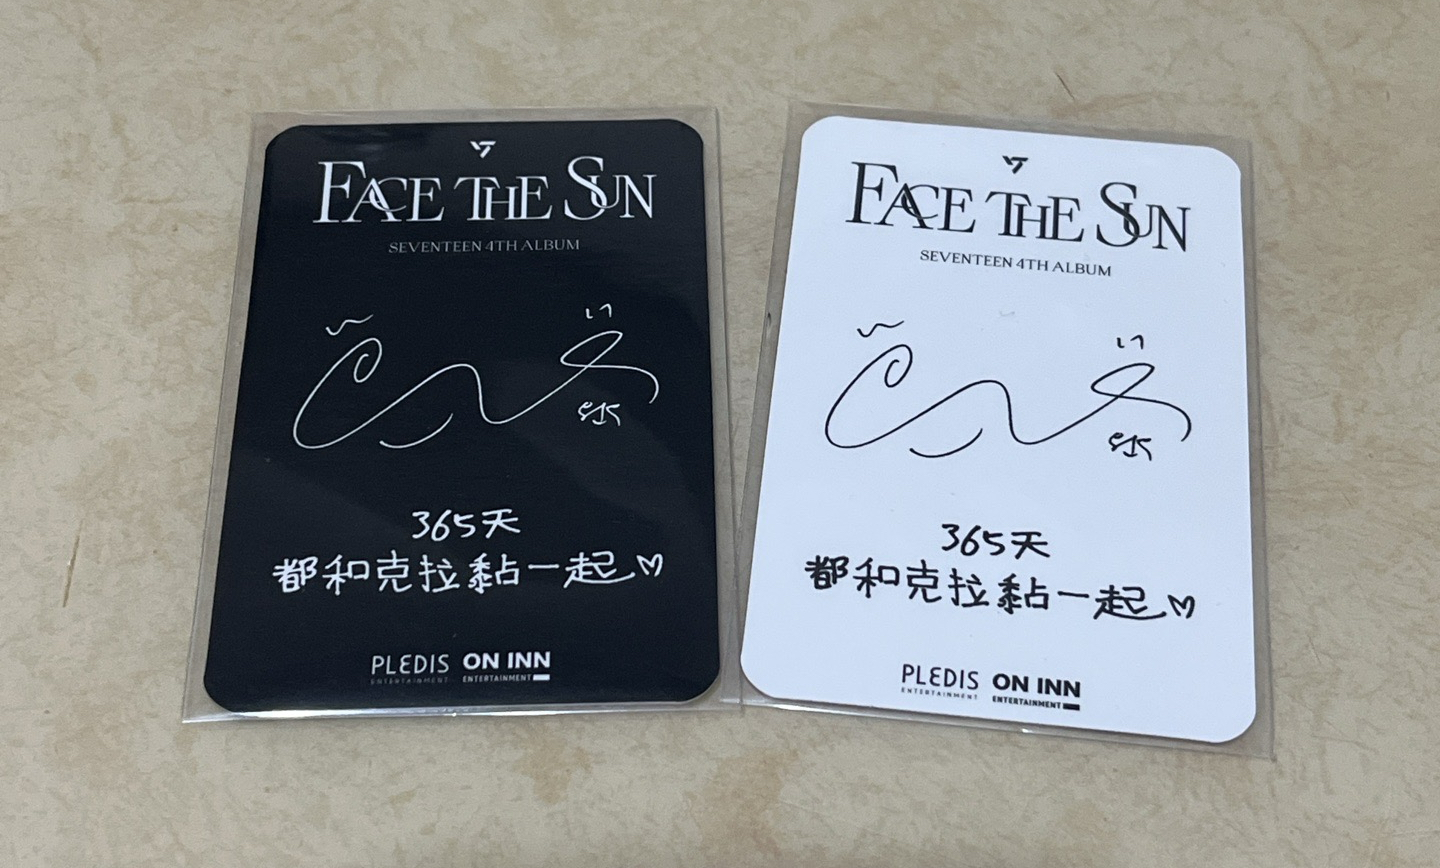 FACE THE SUN
SEVENTEEN 4TH ALBUM
365天
都和克拉黏一起♡
PLEDIS
ENTERTAINMENT
ON INN
ENTERTAINMENT
FACE THE SUN
SEVENTEEN 4TH ALBUM
365天
都和克拉黏一起♡
PLEDIS
ENTERTAINMENT
ON INN
ENTERTAINMENT